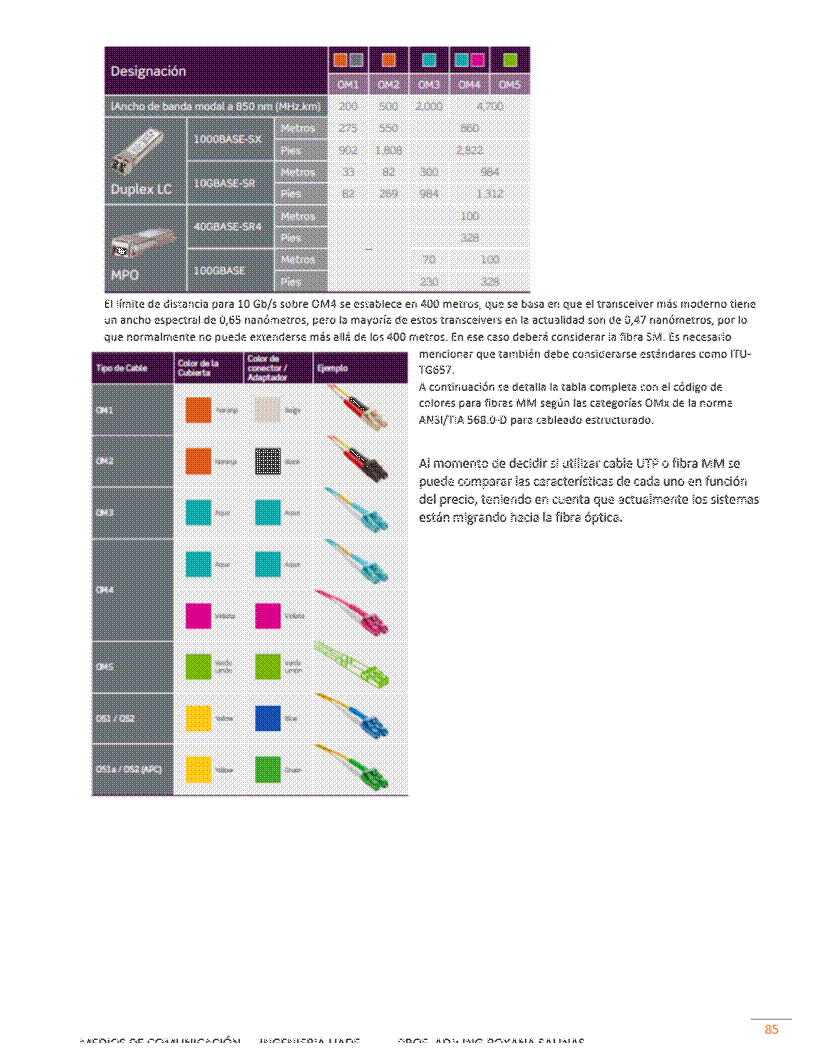 Designación
OM1 OM2 OM3 OM4 OM5
(Ancho de banda modal a 850 nm (MHz.km) 200 500 2,000 4,700
Duplex LC
1000BASE-SX Metros 275 550 860
Pies 902 1,808 2,822
10GBASE-SR Metros 33 82 300 984
Pies 82 269 984 1,312
MPO
40GBASE-SR4 Metros – 100
Pies 328
100GBASE Metros 70 100
Pies 230 328
El límite de distancia para 10 Gb/s sobre OM4 se establece en 400 metros, que se basa en que el transceiver más moderno tiene
un ancho espectral de 0,65 nanómetros, pero la mayoría de estos transceivers en la actualidad son de 0,47 nanómetros, por lo
que normalmente no puede extenderse más allá de los 400 metros. En ese caso deberá considerar la fibra SM. Es necesario
mencionar que también debe considerarse estándares como ITU-
TG657.
A continuación se detalla la tabla completa con el código de
colores para fibras MM según las categorías OMx de la norma
ANSI/TIA 568.0-D para cableado estructurado.
Al momento de decidir si utilizar cable UTP o fibra MM se
puede comparar las características de cada uno en función
del precio, teniendo en cuenta que actualmente los sistemas
están migrando hacia la fibra óptica.
Tipo de Cable Color de la Cubierta Color de conector / Adaptador Ejemplo
OM1 Naranja Beige
OM2 Naranja Black
OM3 Aqua Aqua
OM4 Aqua Aqua
Violeta Violeta
OM5 Verde Limón Verde Limón
OS1 / OS2 Yellow Blue
OS1a / OS2 (APC) Yellow Green
85
MEDIOS DE COMUNICACIÓN INGENIERIA UADE PROF. ADJ: ING ROXANA SALINAS